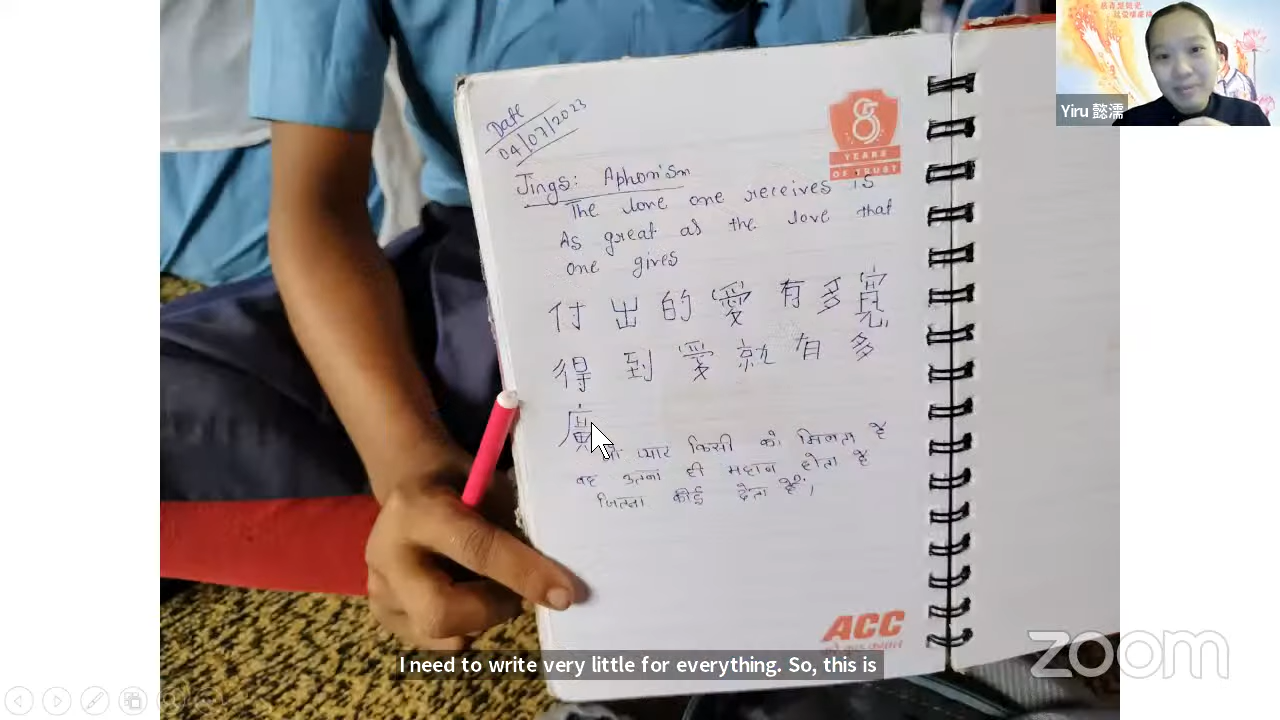 Date
04/07/2023
85
YEARS
OF TRUST
Jings: Aphorism
The love one receives is
As great as the love that
one gives
付出的愛有多寬
得到愛就有多
廣
प्यार किसी को मिलता है
वह उतना ही महान होता है
जितना कोई देता है।
ACC
Yiru 懿濡
I need to write very little for everything. So, this is
zoom